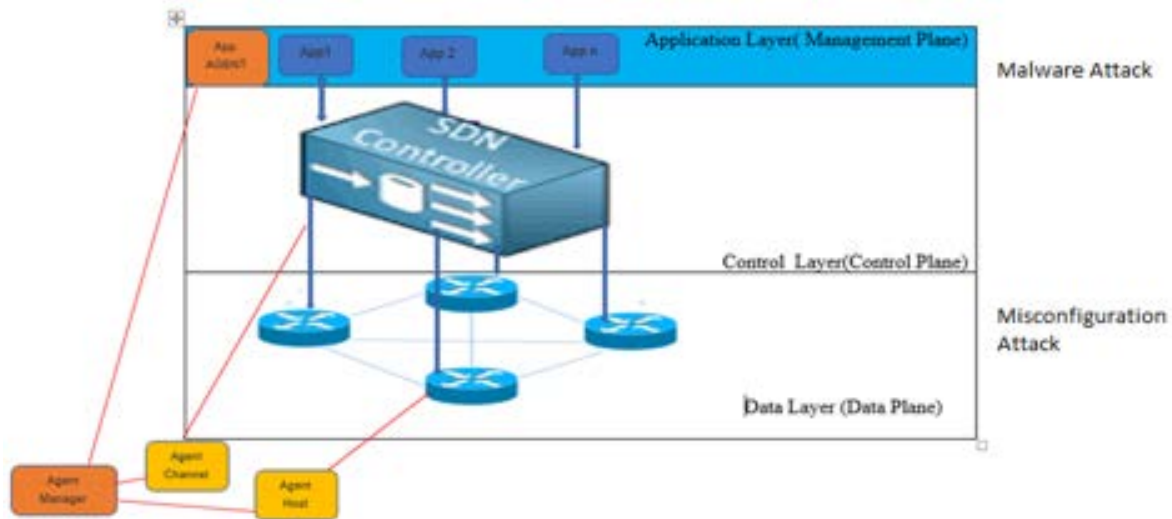 App
AGENT
App1
App 2
App n
Application Layer( Management Plane)
Malware Attack
SDN
Controller
Control Layer(Control Plane)
Misconfiguration
Attack
Data Layer (Data Plane)
Agent
Channel
Agent
Manager
Agent
Host